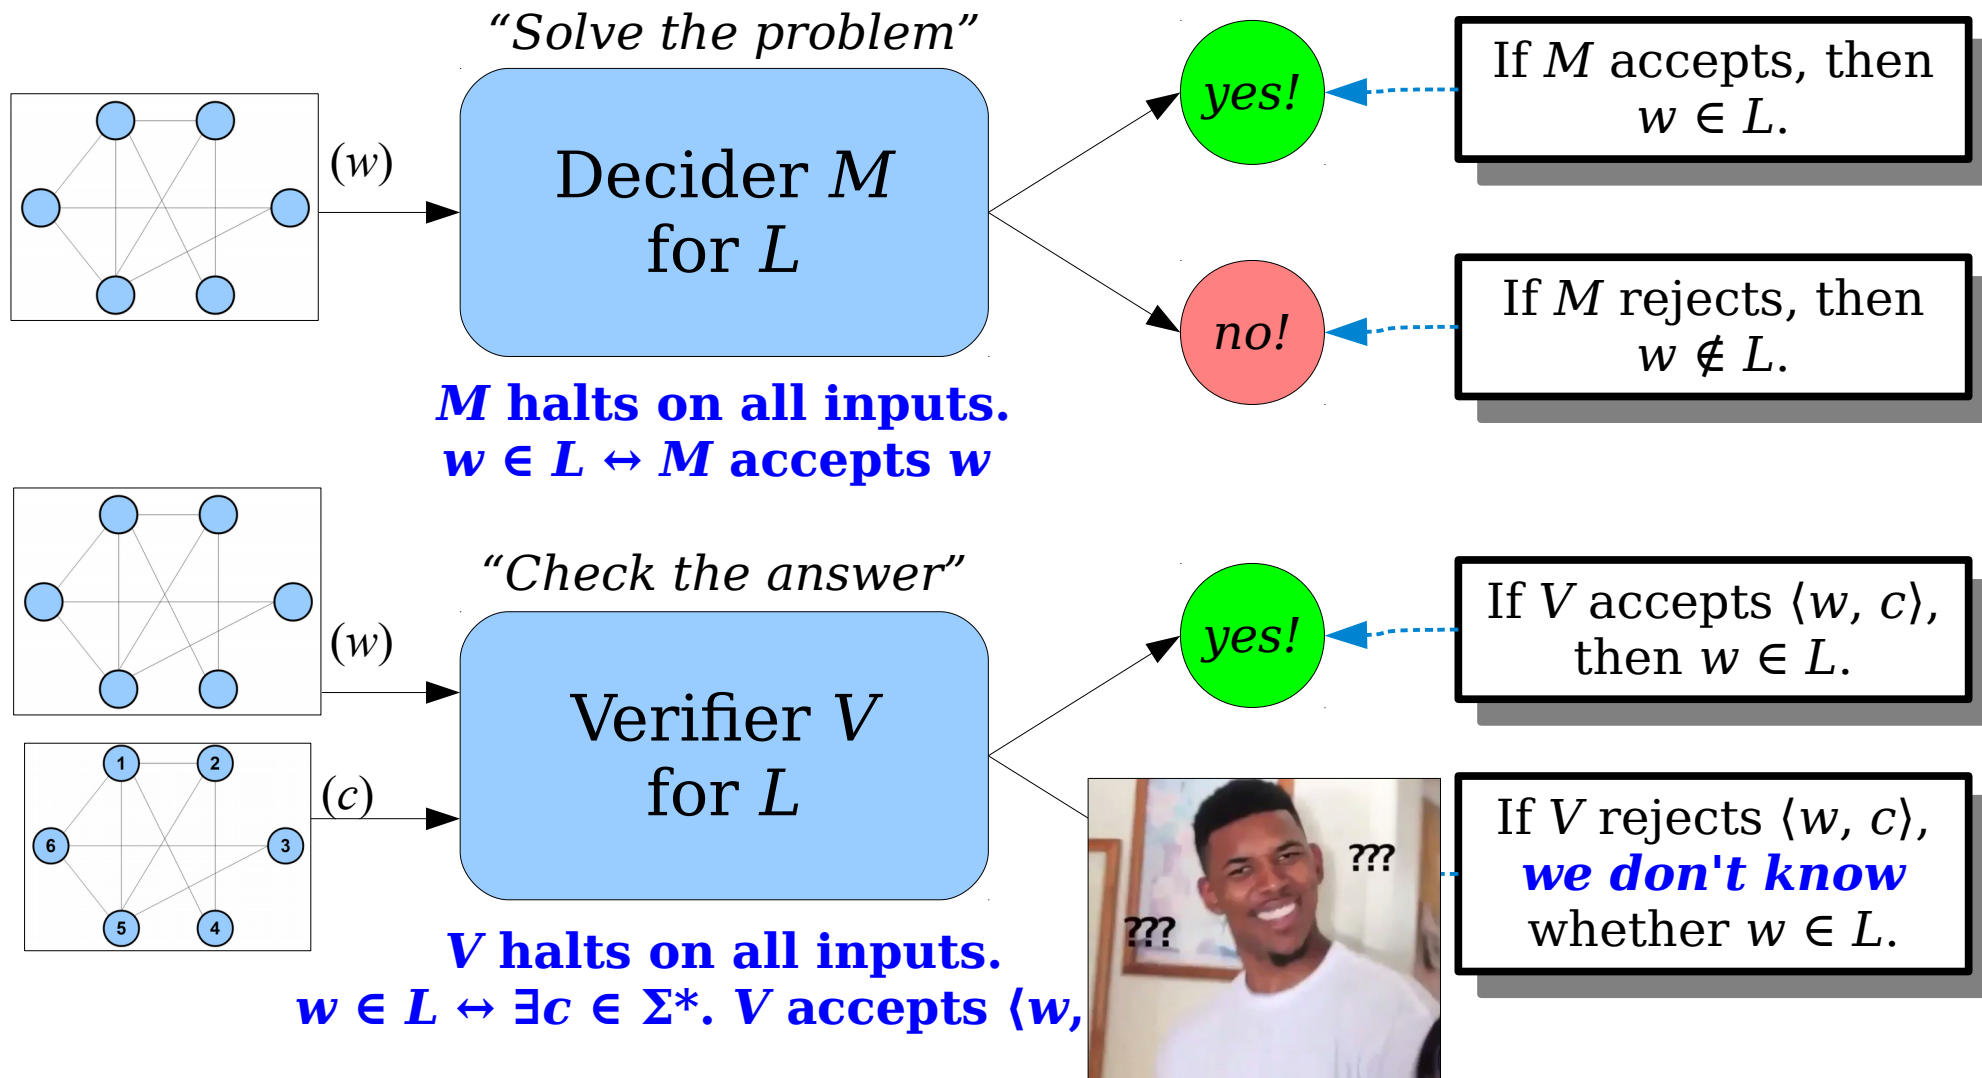 “Solve the problem”
(w)
Decider M
for L
yes!
If M accepts, then
w ∈ L.
no!
If M rejects, then
w ∉ L.
M halts on all inputs.
w ∈ L ↔ M accepts w
“Check the answer”
(w)
(c)
1 2
6 3
5 4
Verifier V
for L
yes!
If V accepts ⟨w, c⟩,
then w ∈ L.
???
???
If V rejects ⟨w, c⟩,
we don't know
whether w ∈ L.
V halts on all inputs.
w ∈ L ↔ ∃c ∈ Σ*. V accepts ⟨w,